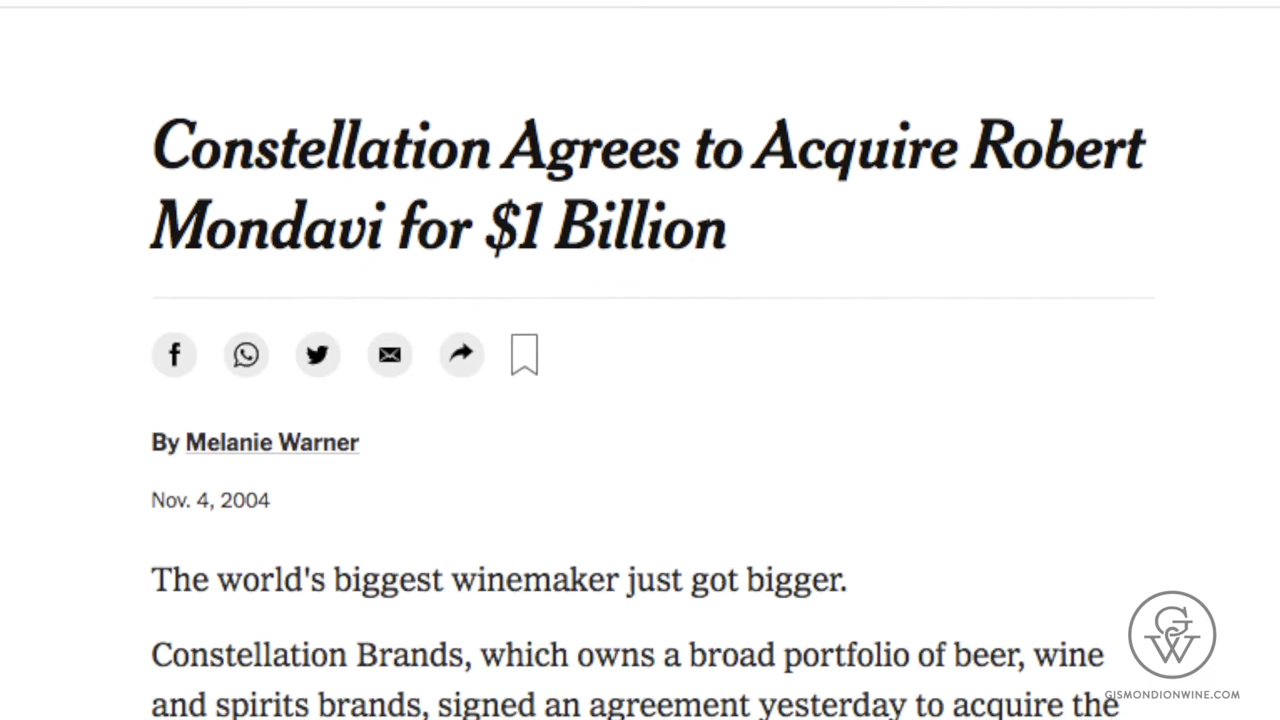 Constellation Agrees to Acquire Robert
Mondavi for $1 Billion
By Melanie Warner
Nov. 4, 2004
The world's biggest winemaker just got bigger.
Constellation Brands, which owns a broad portfolio of beer, wine
and spirits brands, signed an agreement yesterday to acquire the
GW
GISMONDIONWINE.COM